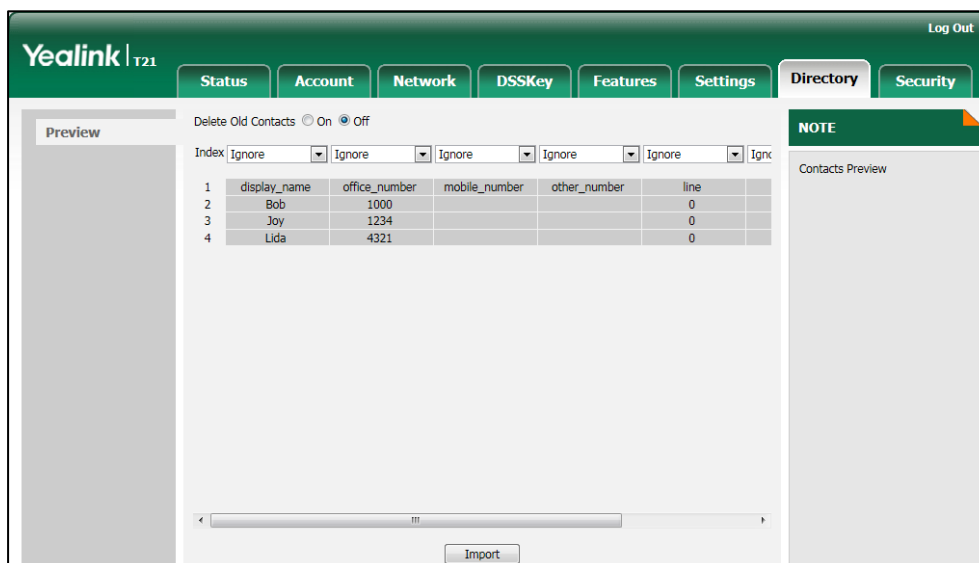 Log Out
Yealink | T21
Status Account Network DSSKey Features Settings Directory Security
Preview
Delete Old Contacts On Off
NOTE
Index Ignore Ignore Ignore Ignore Ignore Igno
Contacts Preview
1 display_name office_number mobile_number other_number line
2 Bob 1000 0
3 Joy 1234 0
4 Lida 4321 0
Import